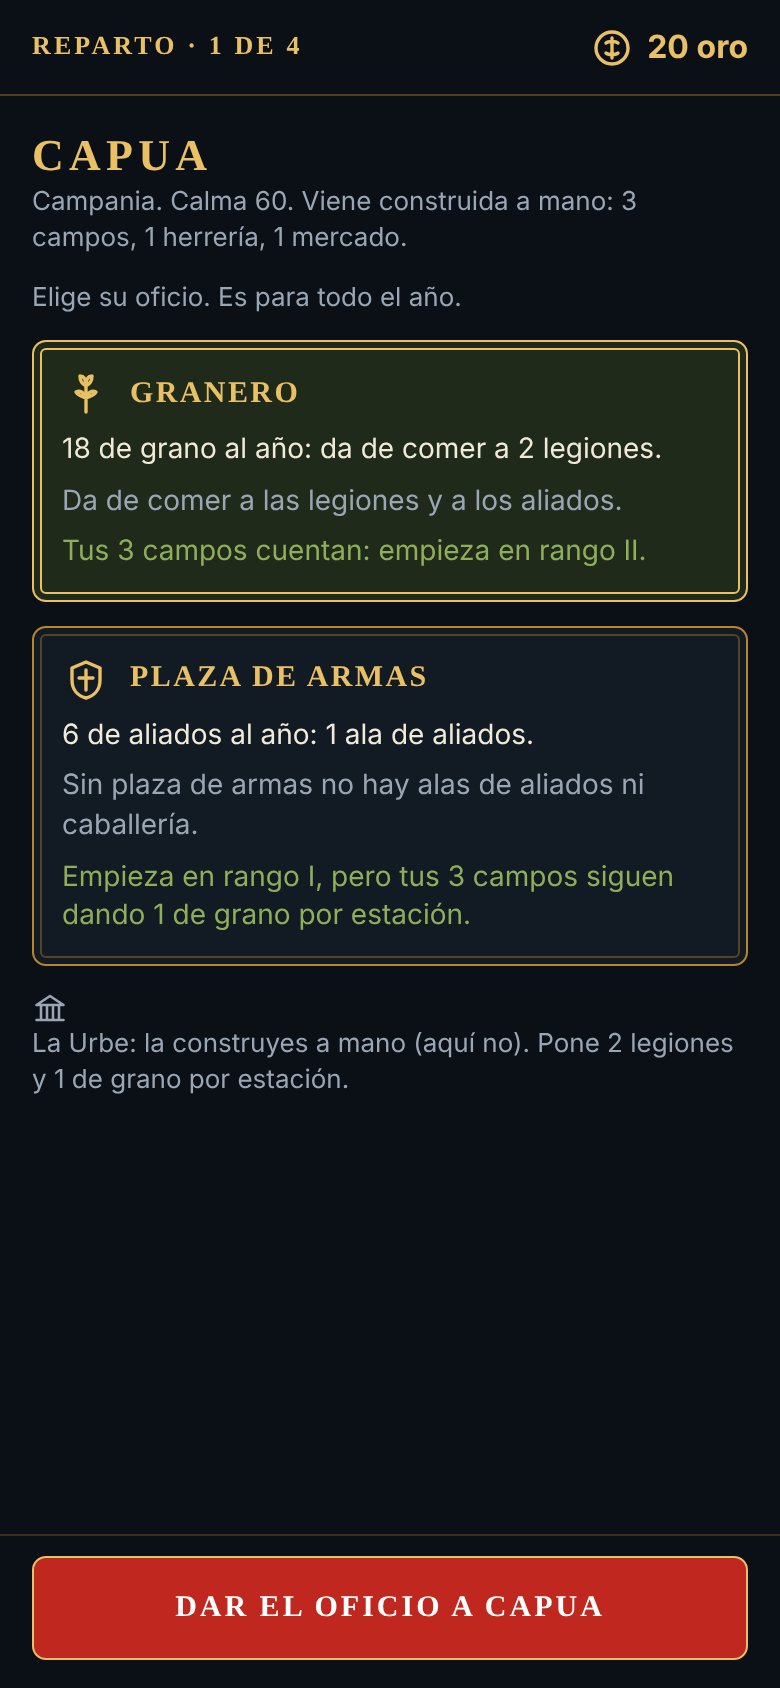 REPARTO · 1 DE 4
20 oro
CAPUA
Campania. Calma 60. Viene construida a mano: 3
campos, 1 herrería, 1 mercado.
Elige su oficio. Es para todo el año.
GRANERO
18 de grano al año: da de comer a 2 legiones.
Da de comer a las legiones y a los aliados.
Tus 3 campos cuentan: empieza en rango II.
PLAZA DE ARMAS
6 de aliados al año: 1 ala de aliados.
Sin plaza de armas no hay alas de aliados ni
caballería.
Empieza en rango I, pero tus 3 campos siguen
dando 1 de grano por estación.
La Urbe: la construyes a mano (aquí no). Pone 2 legiones
y 1 de grano por estación.
DAR EL OFICIO A CAPUA